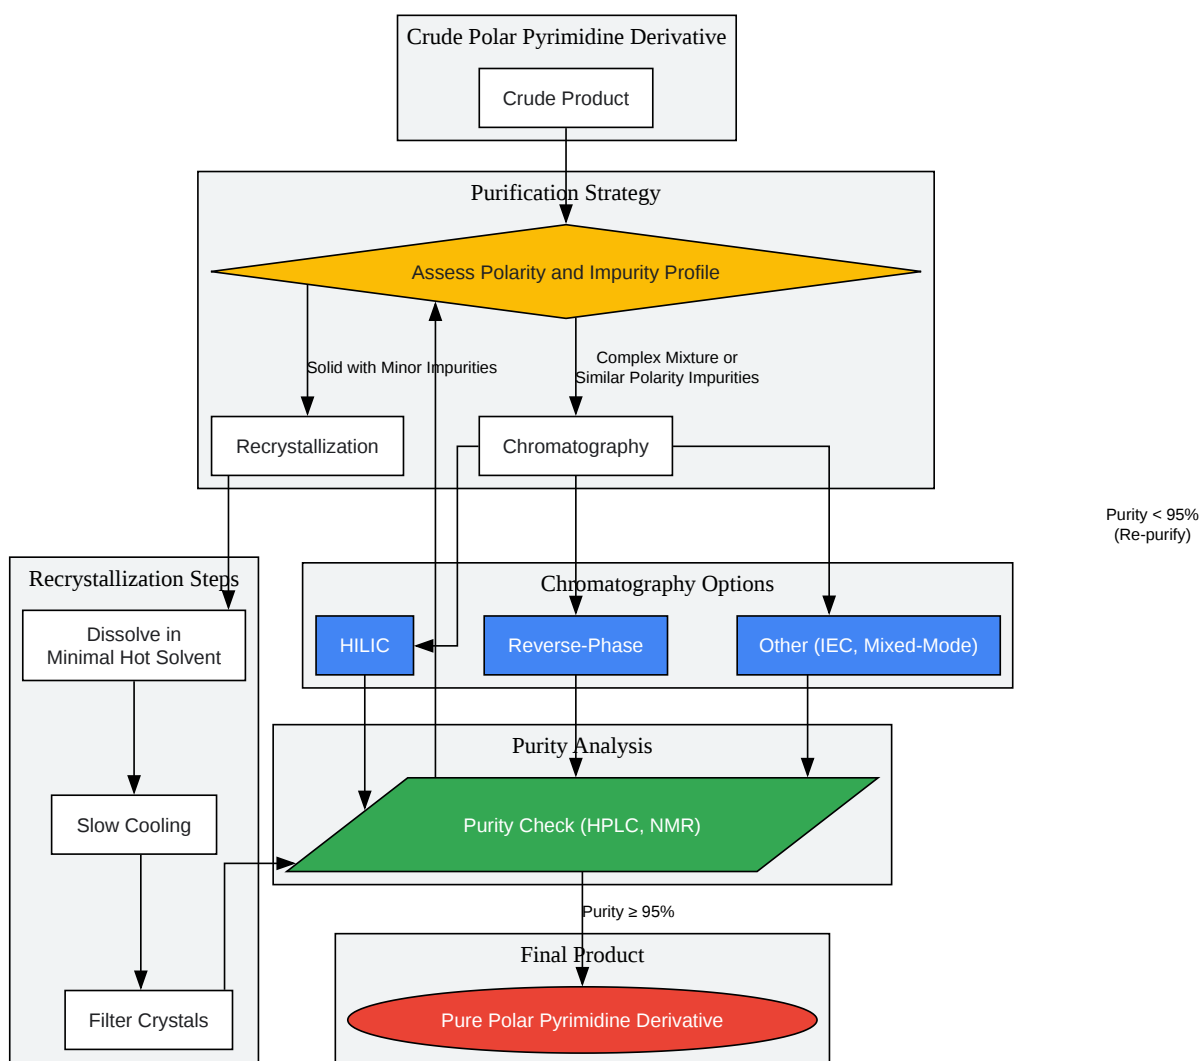 Crude Polar Pyrimidine Derivative
Crude Product
Purification Strategy
Assess Polarity and Impurity Profile
Solid with Minor Impurities
Complex Mixture or
Similar Polarity Impurities
Recrystallization
Chromatography
Purity < 95%
(Re-purify)
Recrystallization Steps
Chromatography Options
Dissolve in
Minimal Hot Solvent
HILIC
Reverse-Phase
Other (IEC, Mixed-Mode)
Purity Analysis
Slow Cooling
Purity Check (HPLC, NMR)
Purity ≥ 95%
Final Product
Filter Crystals
Pure Polar Pyrimidine Derivative